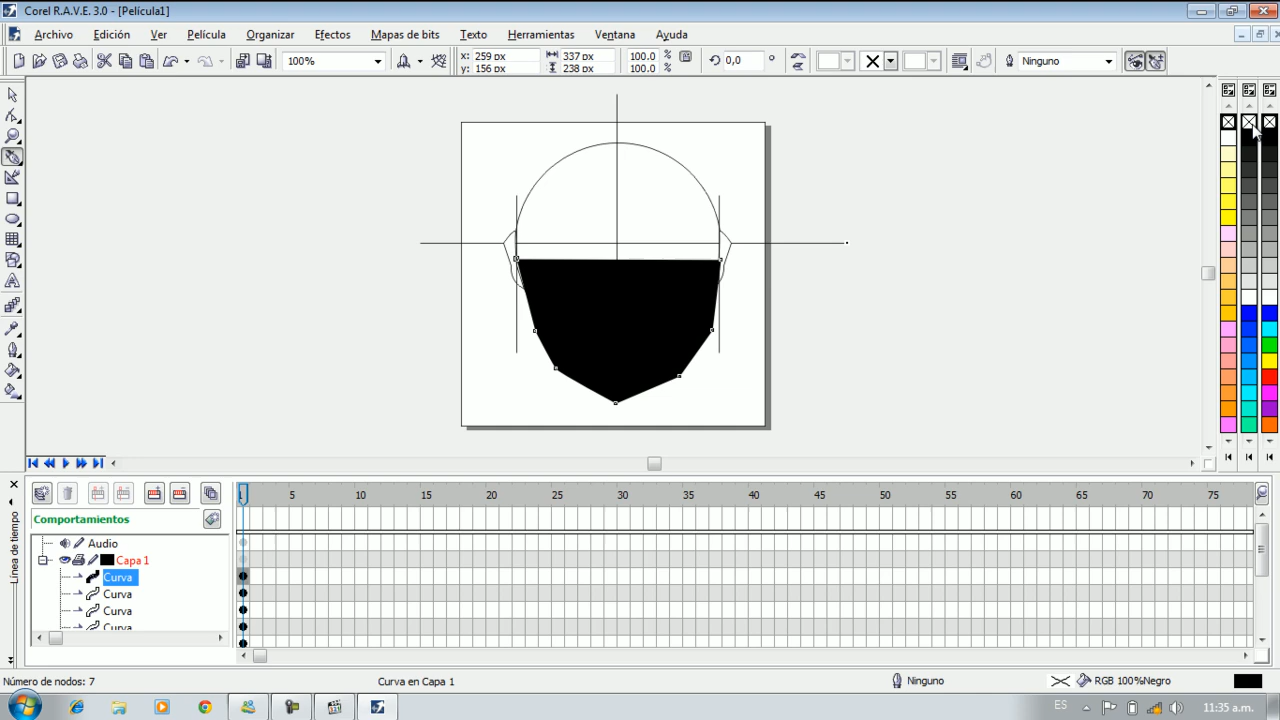 Corel R.A.V.E. 3.0 - [Película1]
Archivo Edición Ver Película Organizar Efectos Mapas de bits Texto Herramientas Ventana Ayuda
100% x: 259 px 337 px 100.0 % 0,0 ° Ninguno
y: 156 px 238 px 100.0 %
1 5 10 15 20 25 30 35 40 45 50 55 60 65 70 75
Comportamientos
Audio
Capa 1
Curva
Curva
Curva
Curva
Línea de tiempo
Número de nodos: 7 Curva en Capa 1 Ninguno RGB 100%Negro
ES 11:35 a.m.